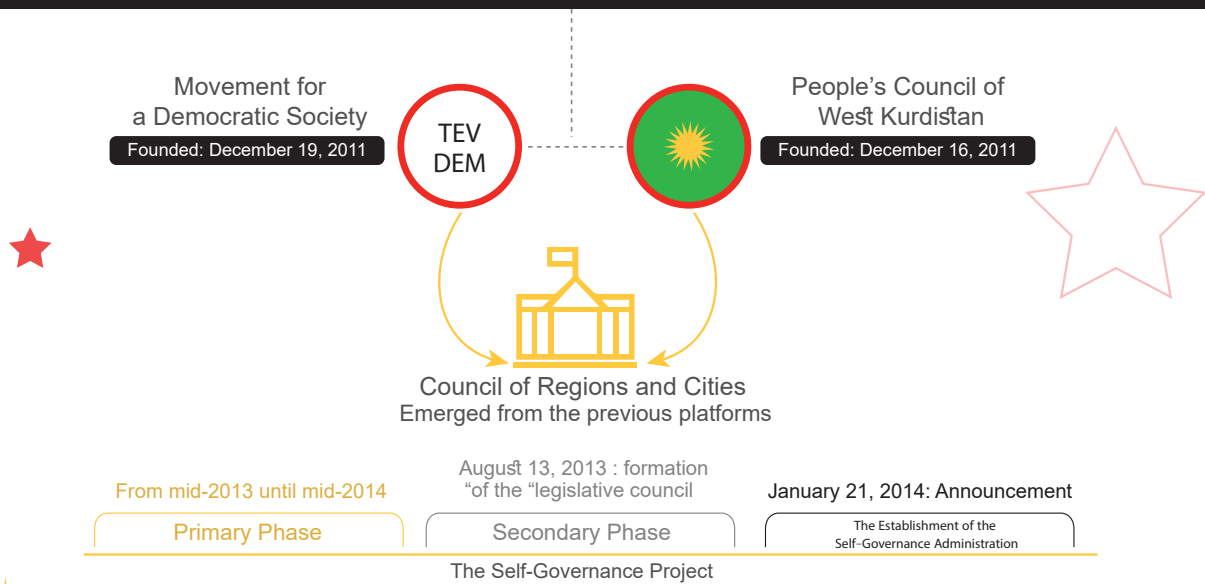 Movement for
a Democratic Society
Founded: December 19, 2011
TEV
DEM
People’s Council of
West Kurdistan
Founded: December 16, 2011
Council of Regions and Cities
Emerged from the previous platforms
From mid-2013 until mid-2014
Primary Phase
August 13, 2013 : formation
“of the “legislative council
Secondary Phase
January 21, 2014: Announcement
The Establishment of the
Self-Governance Administration
The Self-Governance Project